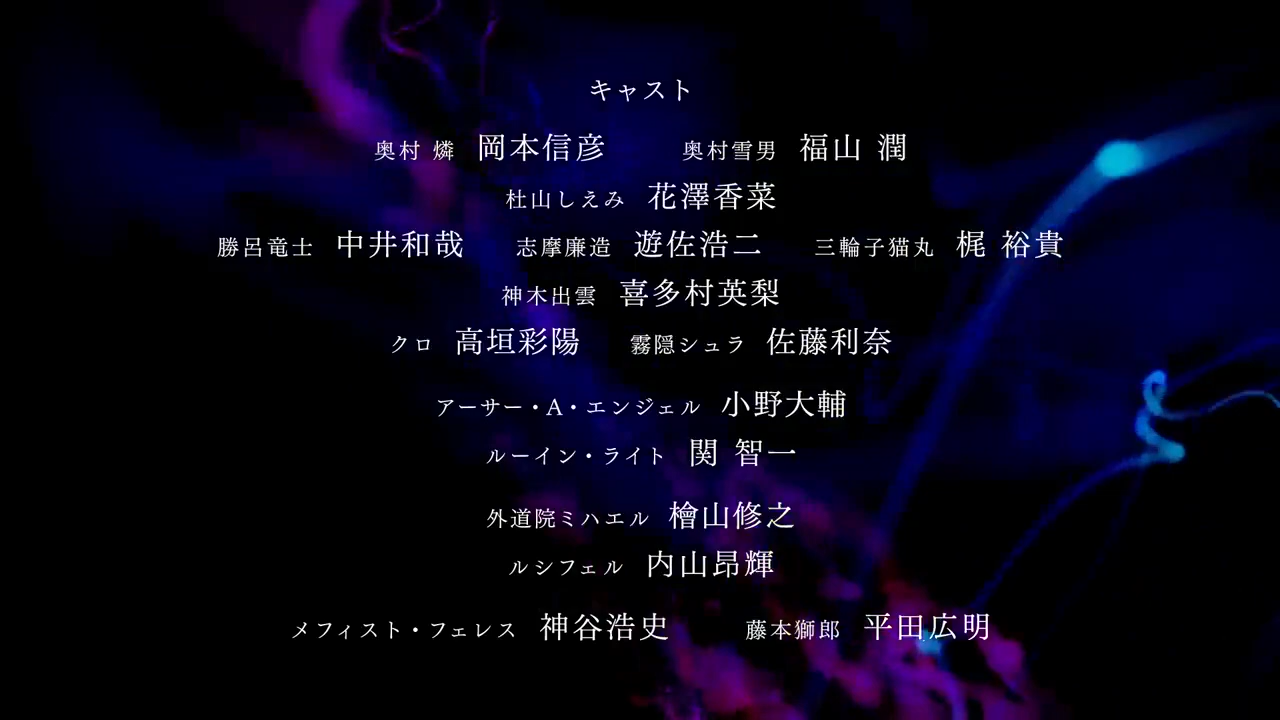 キャスト
奥村 燐 岡本信彦 奥村雪男 福山 潤
杜山しえみ 花澤香菜
勝呂竜士 中井和哉 志摩廉造 遊佐浩二 三輪子猫丸 梶 裕貴
神木出雲 喜多村英梨
クロ 高垣彩陽 霧隠シュラ 佐藤利奈
アーサー・A・エンジェル 小野大輔
ルーイン・ライト 関 智一
外道院ミハエル 檜山修之
ルシフェル 内山昂輝
メフィスト・フェレス 神谷浩史 藤本獅郎 平田広明